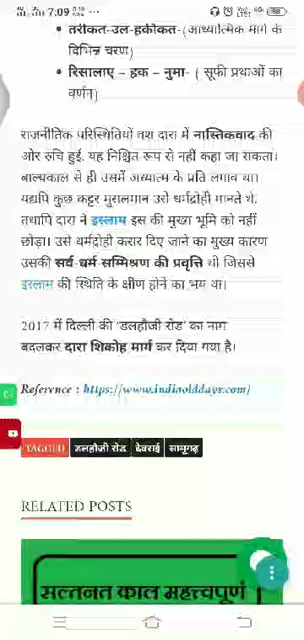 7:09
तरीकत-उल-हकीकत-(आध्यात्मिक मार्ग के
विभिन्न चरण)
रिसालाए – हक – नुमा- ( सूफी प्रथाओं का
वर्णन)
राजनीतिक परिस्थितियों वश दारा में नास्तिकवाद की
ओर रुचि हुई, यह निश्चित रूप से नहीं कहा जा सकता।
बाल्यकाल से ही उसमें अध्यात्म के प्रति लगाव था।
यद्यपि कुछ कट्टर मुसलमान उसे धर्मद्रोही मानते थे,
तथापि दारा ने इस्लाम इस की मुख्य भूमि को नहीं
छोड़ा। उसे धर्मद्रोही करार दिए जाने का मुख्य कारण
उसकी सर्व-धर्म सम्मिश्रण की प्रवृत्ति थी जिससे
इस्लाम की स्थिति के क्षीण होने का भय था।
2017 में दिल्ली की 'डलहौजी रोड' का नाम
बदलकर दारा शिकोह मार्ग कर दिया गया है।
Reference : https://www.indiaolddays.com/
TAGGED डलहौजी रोड देवराई सामूगढ़
RELATED POSTS
सल्तनत काल महत्त्वपूर्ण